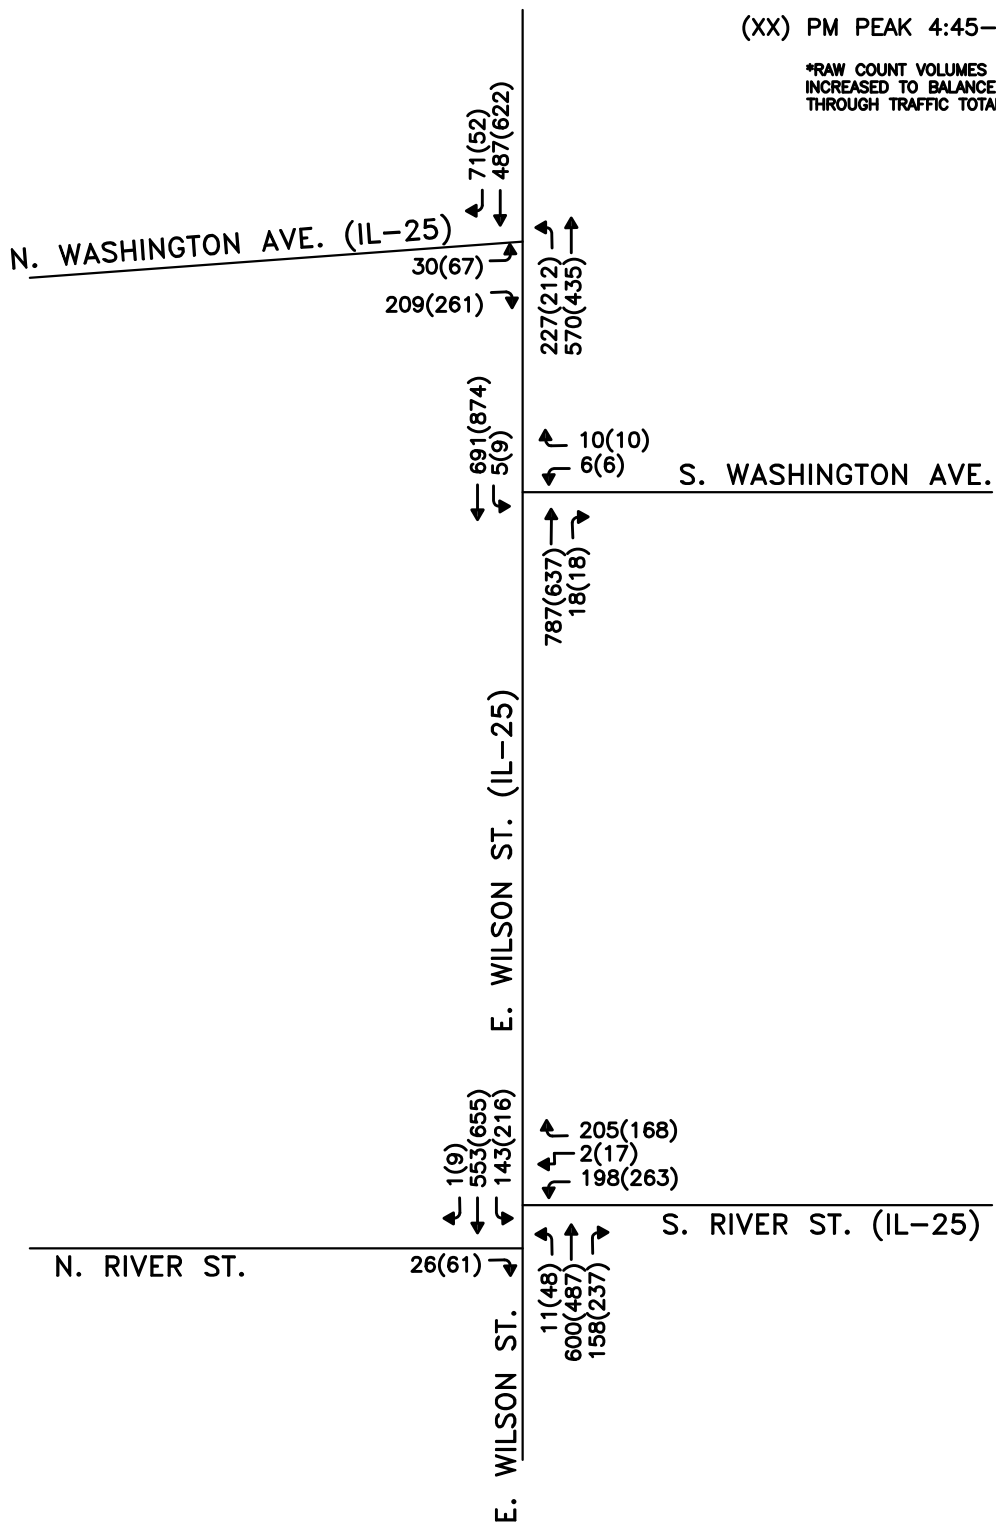 (XX) PM PEAK 4:45–
*RAW COUNT VOLUMES
INCREASED TO BALANCE
THROUGH TRAFFIC
71(52)
487(622)
N. WASHINGTON AVE. (IL-25)
30(67)
209(261)
227(212)
570(435)
691(874)
5(9)
10(10)
6(6)
S. WASHINGTON AVE.
787(637)
18(18)
E. WILSON ST. (IL-25)
1(9)
553(655)
143(216)
205(168)
2(17)
198(263)
S. RIVER ST. (IL-25)
N. RIVER ST.
26(61)
11(48)
600(487)
158(237)
E. WILSON ST.